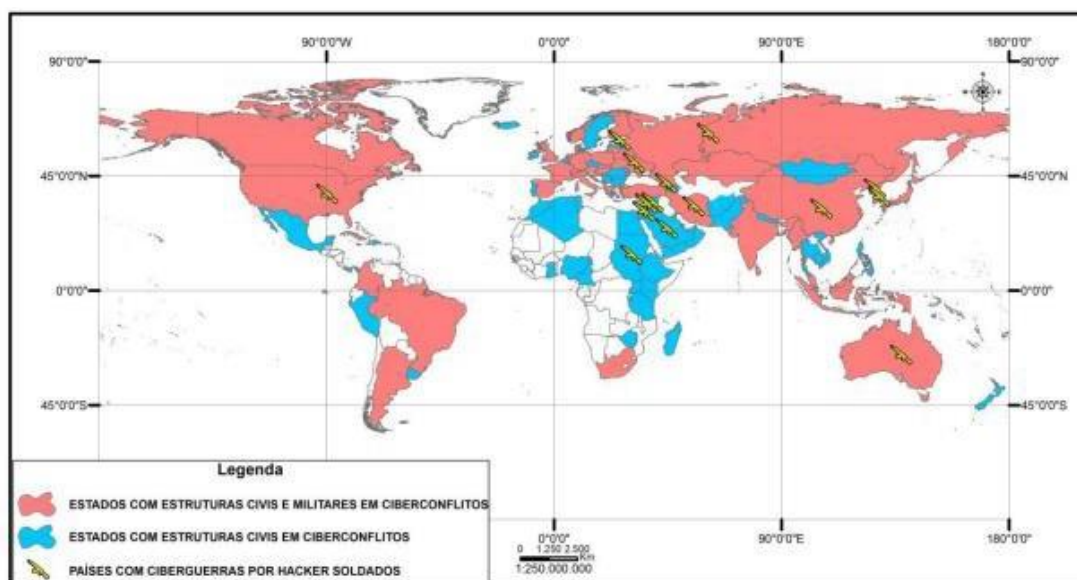 90°0'0"W 0°0'0" 90°0'0"E 180°0'0"
90°0'0"N 90°0'0"N
45°0'0"N 45°0'0"N
0°0'0" 0°0'0"
45°0'0"S 45°0'0"S
Legenda
ESTADOS COM ESTRUTURAS CIVIS E MILITARES EM CIBERCONFLITOS
ESTADOS COM ESTRUTURAS CIVIS EM CIBERCONFLITOS
PAÍSES COM CIBERGUERRAS POR HACKER SOLDADOS
0 1.250 2.500
Km
1:250.000.000
0°0'0" 90°0'0"E 180°0'0"